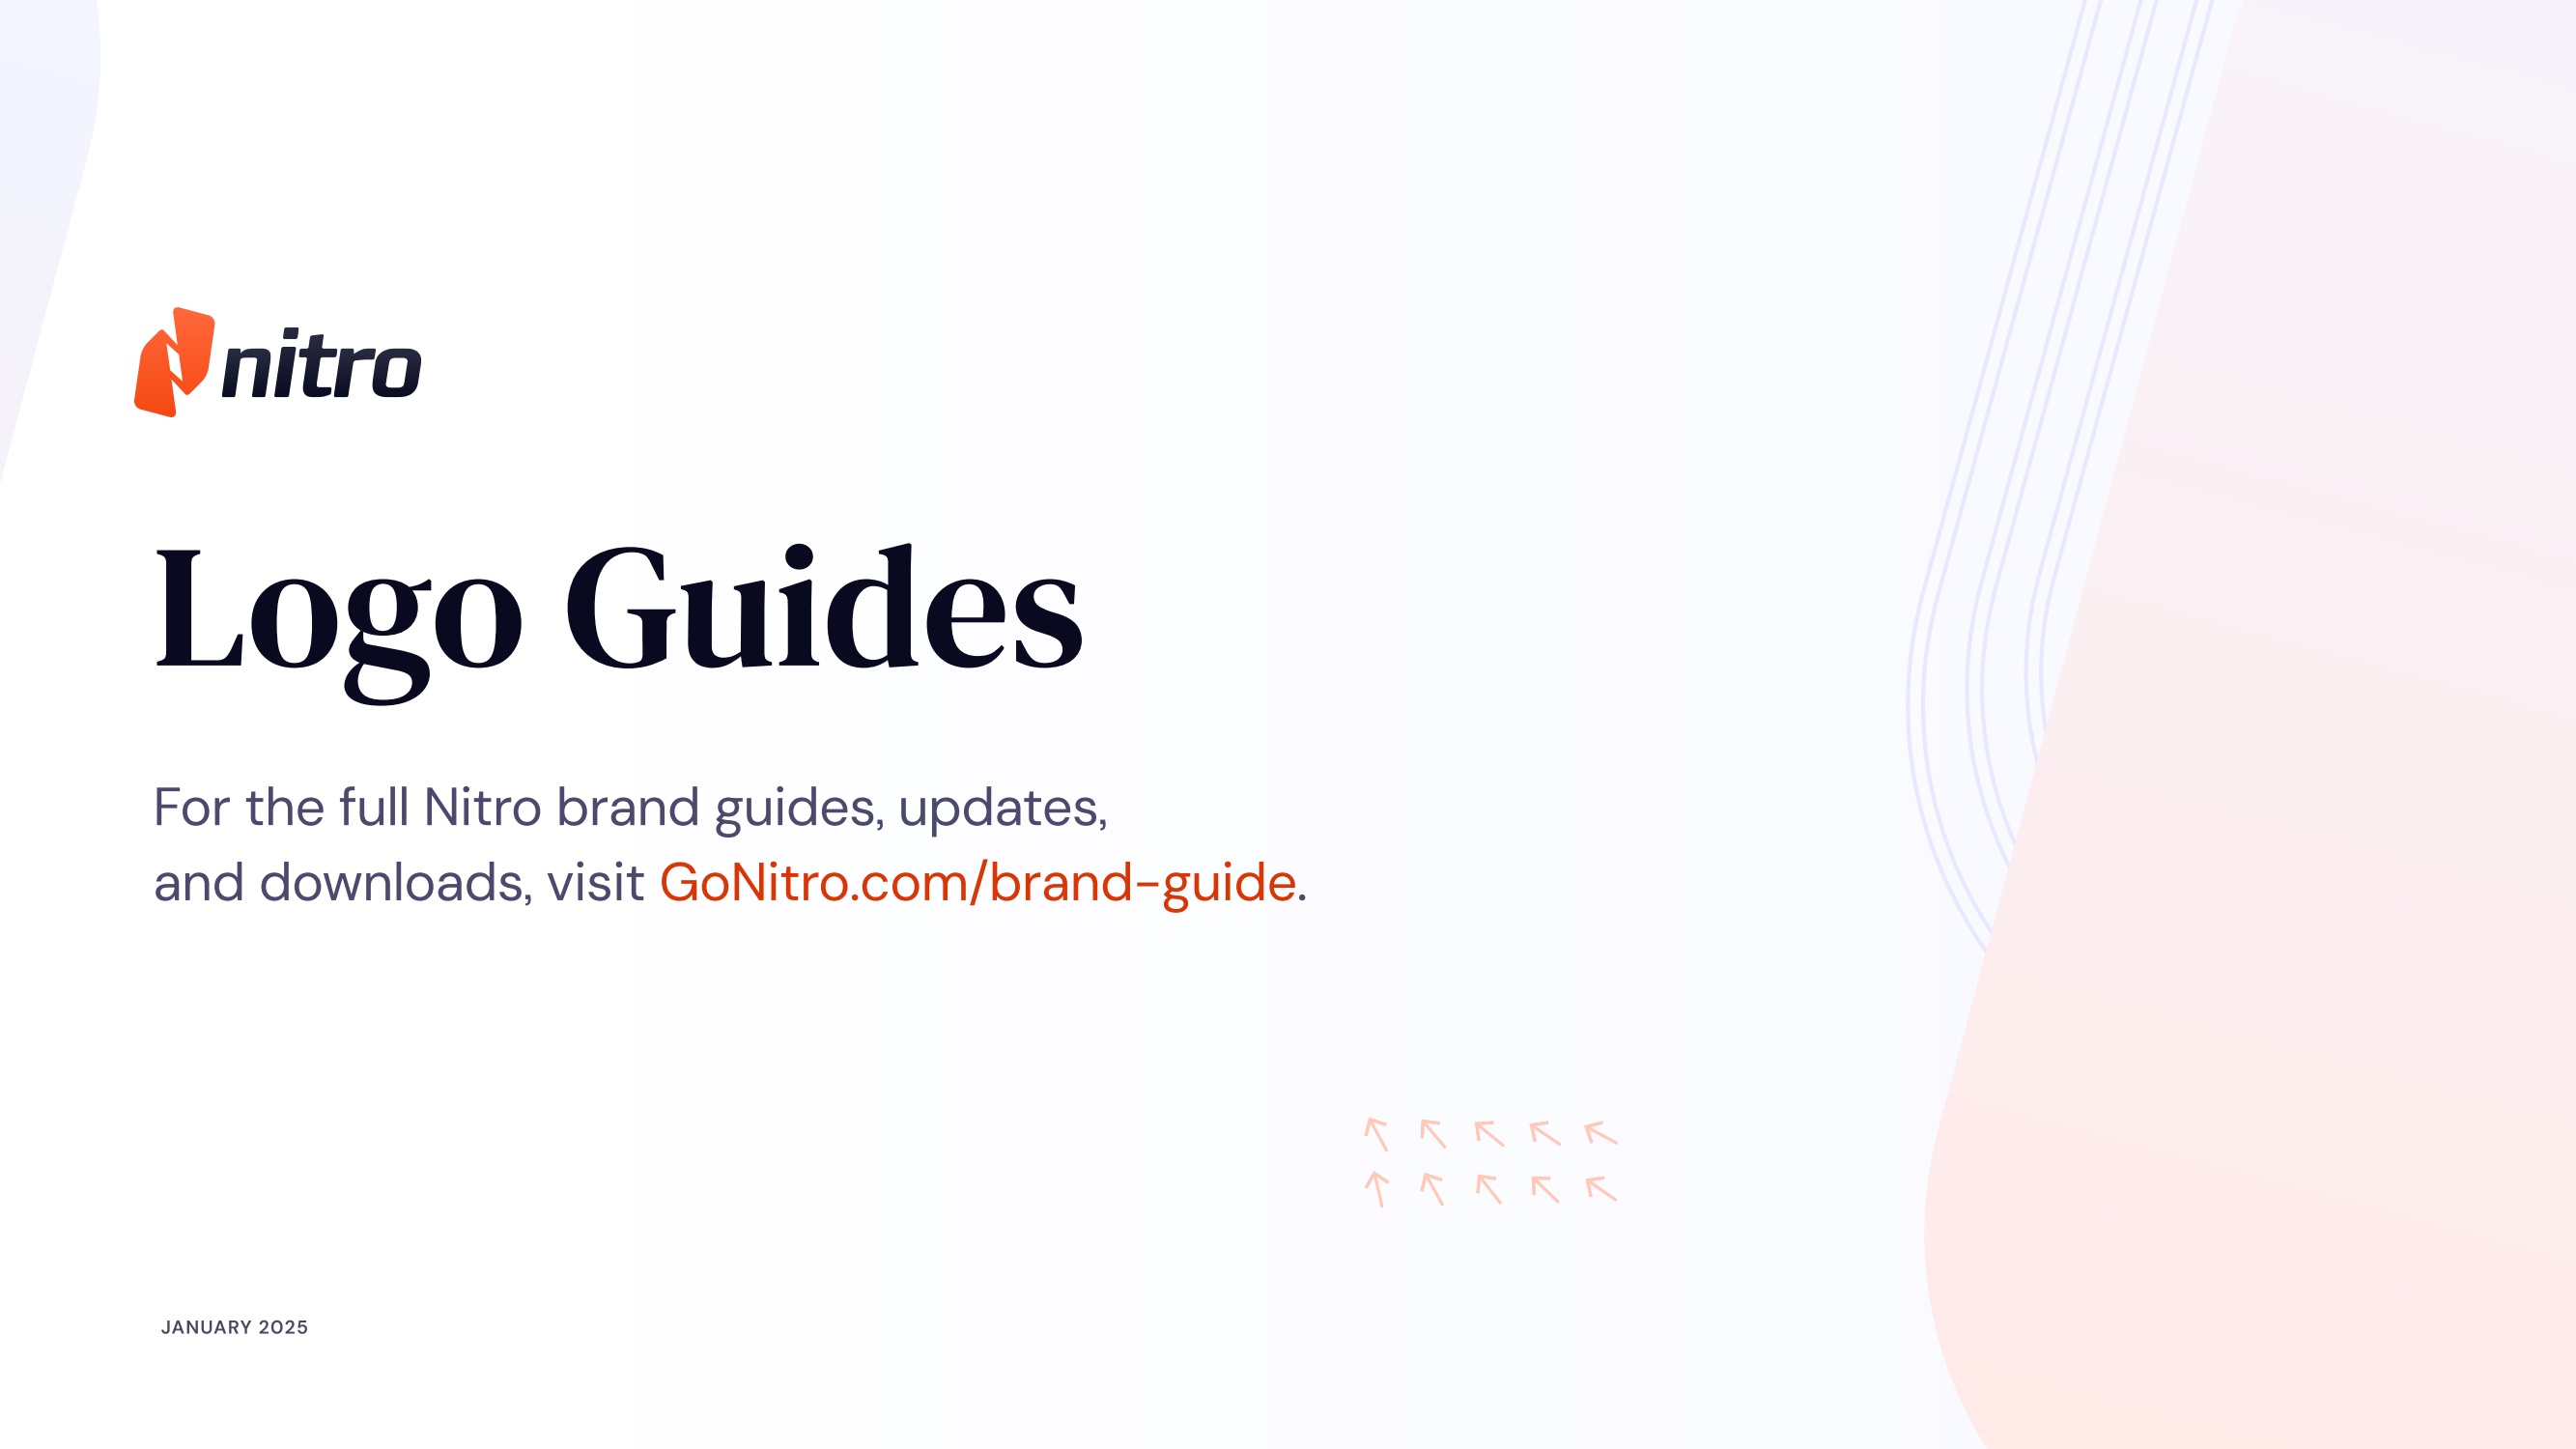 nitro
Logo Guides
For the full Nitro brand guides, updates,
and downloads, visit GoNitro.com/brand-guide.
JANUARY 2025